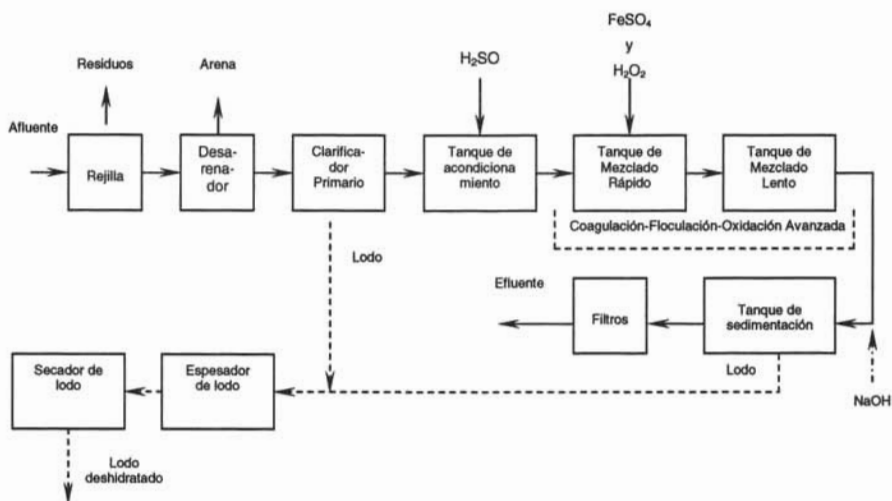 FeSO₄
y
H₂O₂
Residuos
Arena
H₂SO
Afluente
Rejilla
Desa-
rena-
dor
Clarifica-
dor
Primario
Tanque de
acondiciona
miento
Tanque de
Mezclado
Rápido
Tanque de
Mezclado
Lento
Coagulación-Floculación-Oxidación Avanzada
Lodo
Efluente
Filtros
Tanque de
sedimentación
Lodo
NaOH
Secador de
lodo
Espesador
de lodo
Lodo
deshidratado